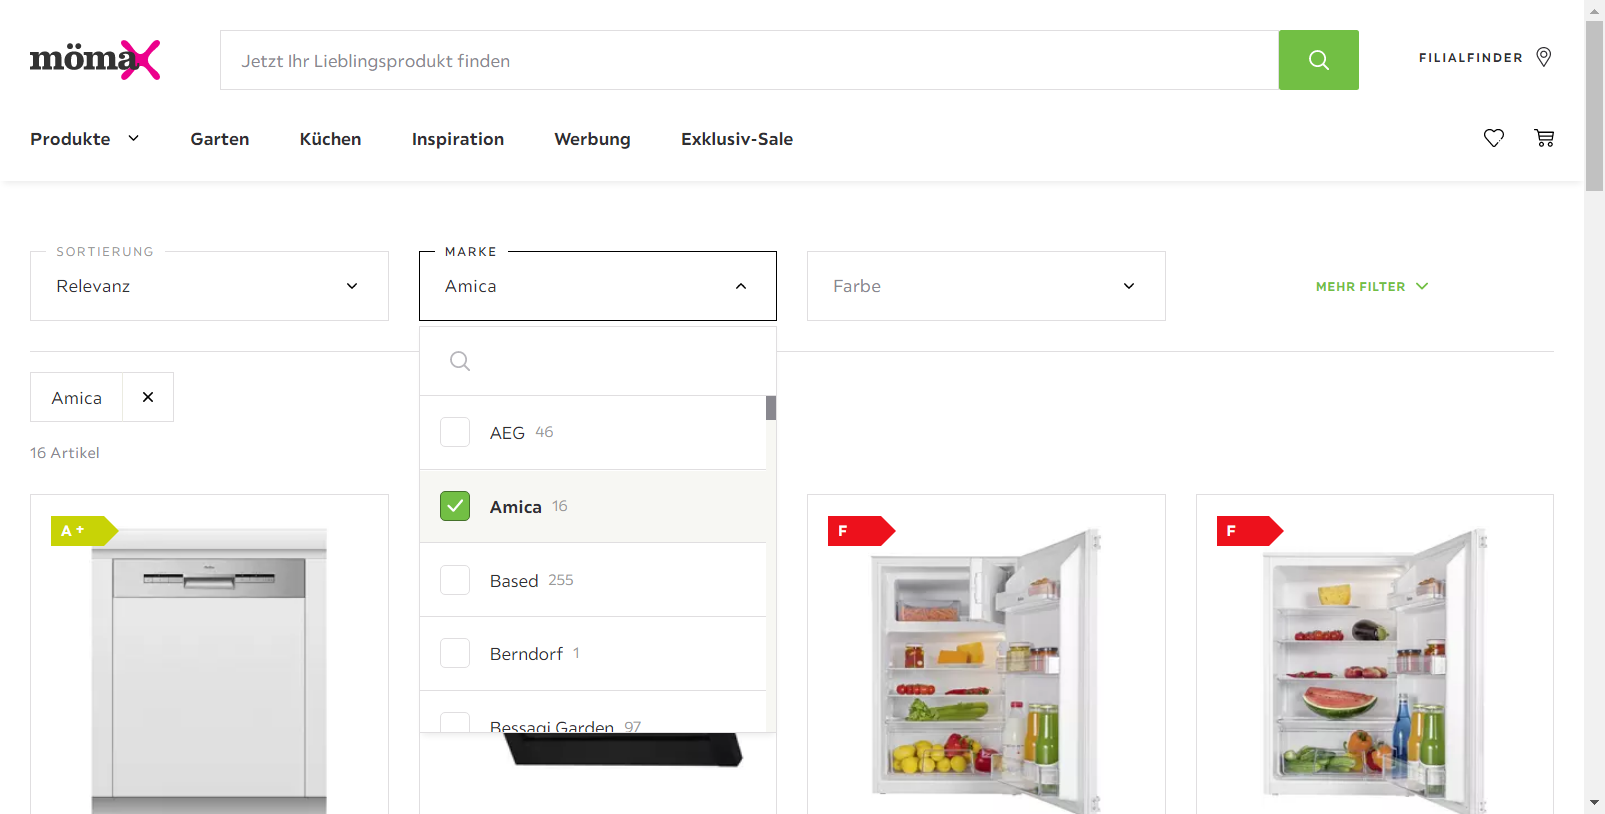 mömax
Jetzt Ihr Lieblingsprodukt finden
FILIALFINDER
Produkte
Garten
Küchen
Inspiration
Werbung
Exklusiv-Sale
SORTIERUNG
Relevanz
MARKE
Amica
Farbe
MEHR FILTER
Amica
16 Artikel
AEG 46
Amica 16
Based 255
Berndorf 1
Bessagi Garden 97
A+
F
F